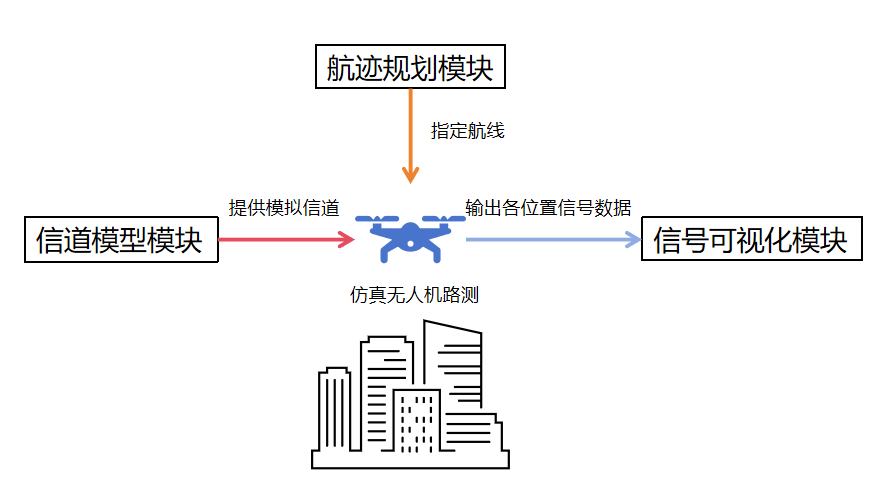 航迹规划模块
指定航线
提供模拟信道
输出各位置信号数据
信道模型模块
信号可视化模块
仿真无人机路测